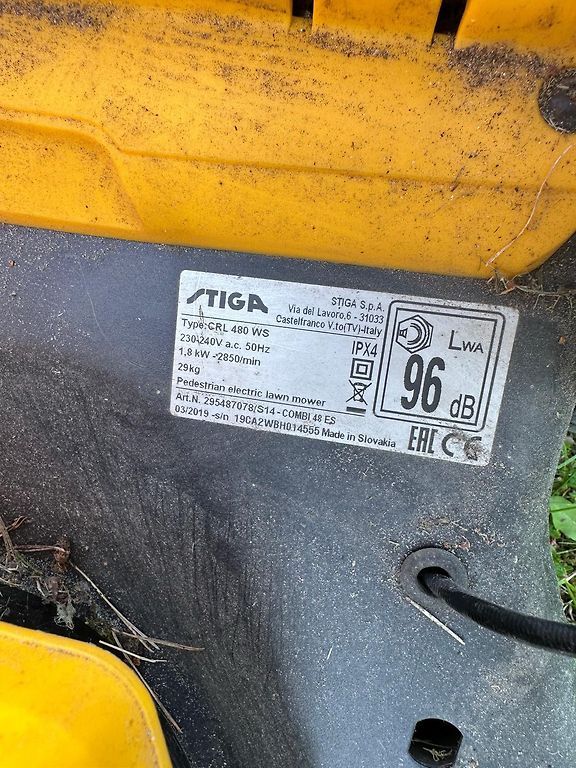 STIGA
STIGA S.p.A.
Via del Lavoro,6 - 31033
Castelfranco V.to(TV)-Italy
Type:CRL 480 WS
230-240V a.c. 50Hz
1,8 kW -2850/min
29kg
IPX4
Pedestrian electric lawn mower
Art.N. 295487078/S14 - COMBI 48 ES
03/2019 -s/n 19CA2WBH014555 Made in Slovakia
LWA
96 dB
EAC CE